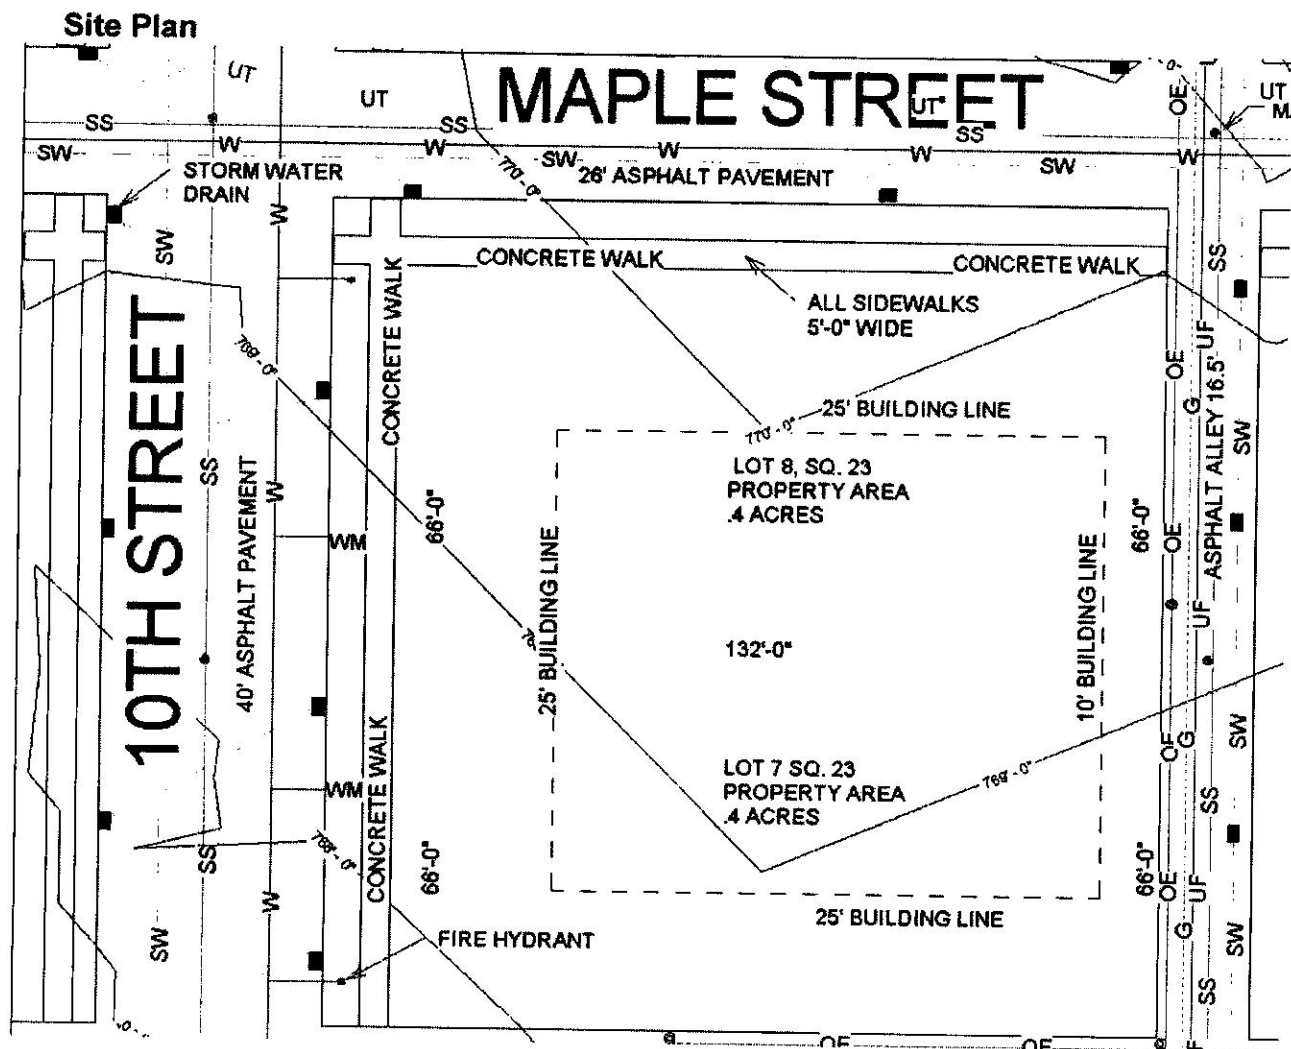 Site Plan
UT
UT
MAPLE STREET
UT
OE
UT
SS
SS
SS
SW
W
W
SW
W
W
SW
W
STORM WATER
DRAIN
770'-0"
26' ASPHALT PAVEMENT
W
SW
SS
CONCRETE WALK
CONCRETE WALK
ALL SIDEWALKS
5'-0" WIDE
CONCRETE WALK
769'-0"
OE
UF
G
ASPHALT ALLEY 16.5'
SW
25' BUILDING LINE
770'-0"
10TH STREET
SS
W
40' ASPHALT PAVEMENT
LOT 8, SQ. 23
PROPERTY AREA
.4 ACRES
66'-0"
66'-0"
OE
WM
25' BUILDING LINE
10' BUILDING LINE
132'-0"
UF
SW
G
LOT 7 SQ. 23
PROPERTY AREA
.4 ACRES
769'-0"
WM
CONCRETE WALK
SS
768'-0"
SS
66'-0"
66'-0"
OE
UF
W
25' BUILDING LINE
G
SW
SW
FIRE HYDRANT
SS
OE
OE